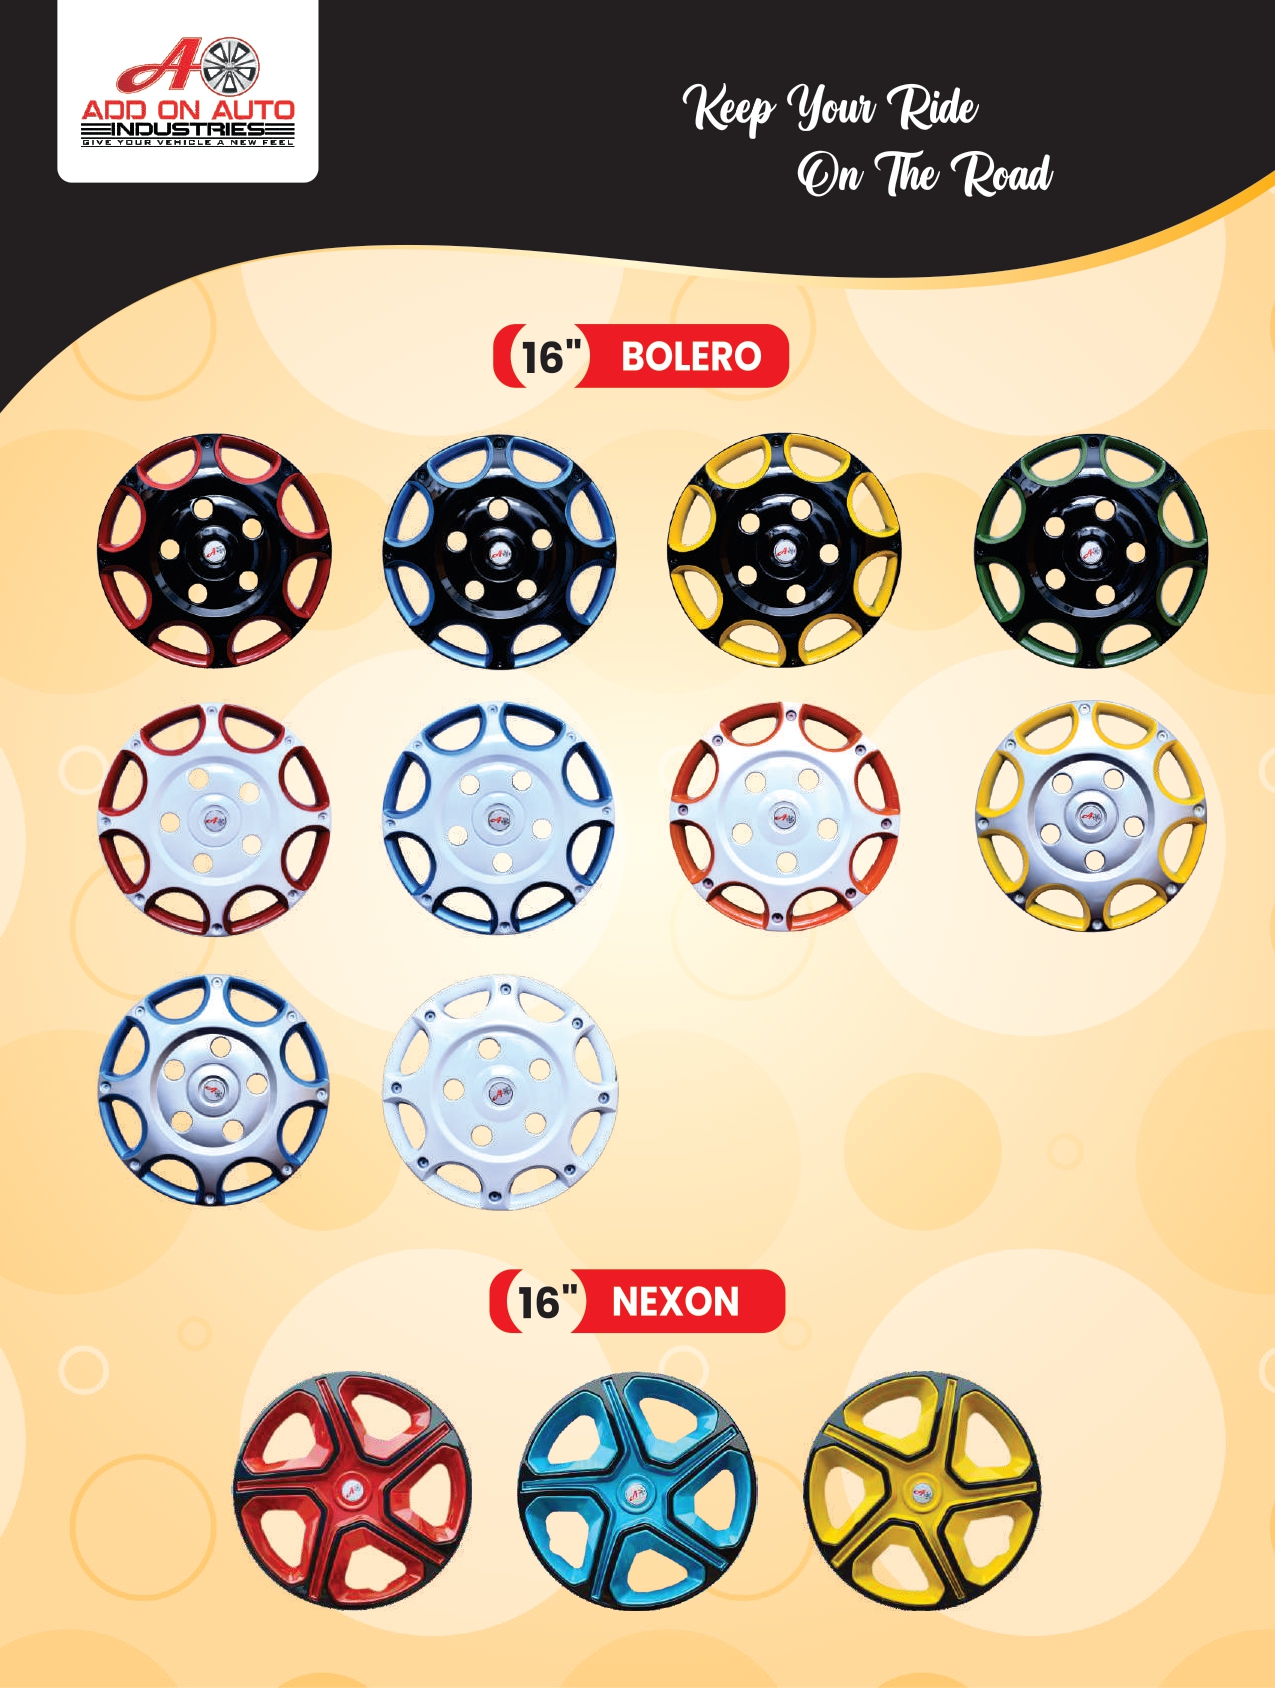 ADD ON AUTO
INDUSTRIES
GIVE YOUR VEHICLE A NEW FEEL
Keep Your Ride
On The Road
16" BOLERO
16" NEXON